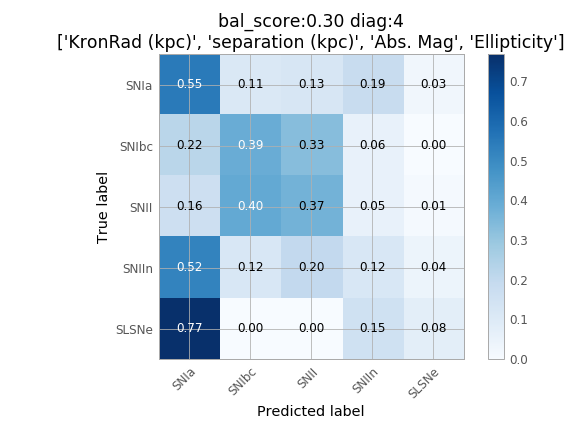 bal_score:0.30 diag:4
['KronRad (kpc)', 'separation (kpc)', 'Abs. Mag', 'Ellipticity']
True label
SNIa 0.55 0.11 0.13 0.19 0.03
SNIbc 0.22 0.39 0.33 0.06 0.00
SNII 0.16 0.40 0.37 0.05 0.01
SNIIn 0.52 0.12 0.20 0.12 0.04
SLSNe 0.77 0.00 0.00 0.15 0.08
SNIa SNIbc SNII SNIIn SLSNe
Predicted label
0.7
0.6
0.5
0.4
0.3
0.2
0.1
0.0